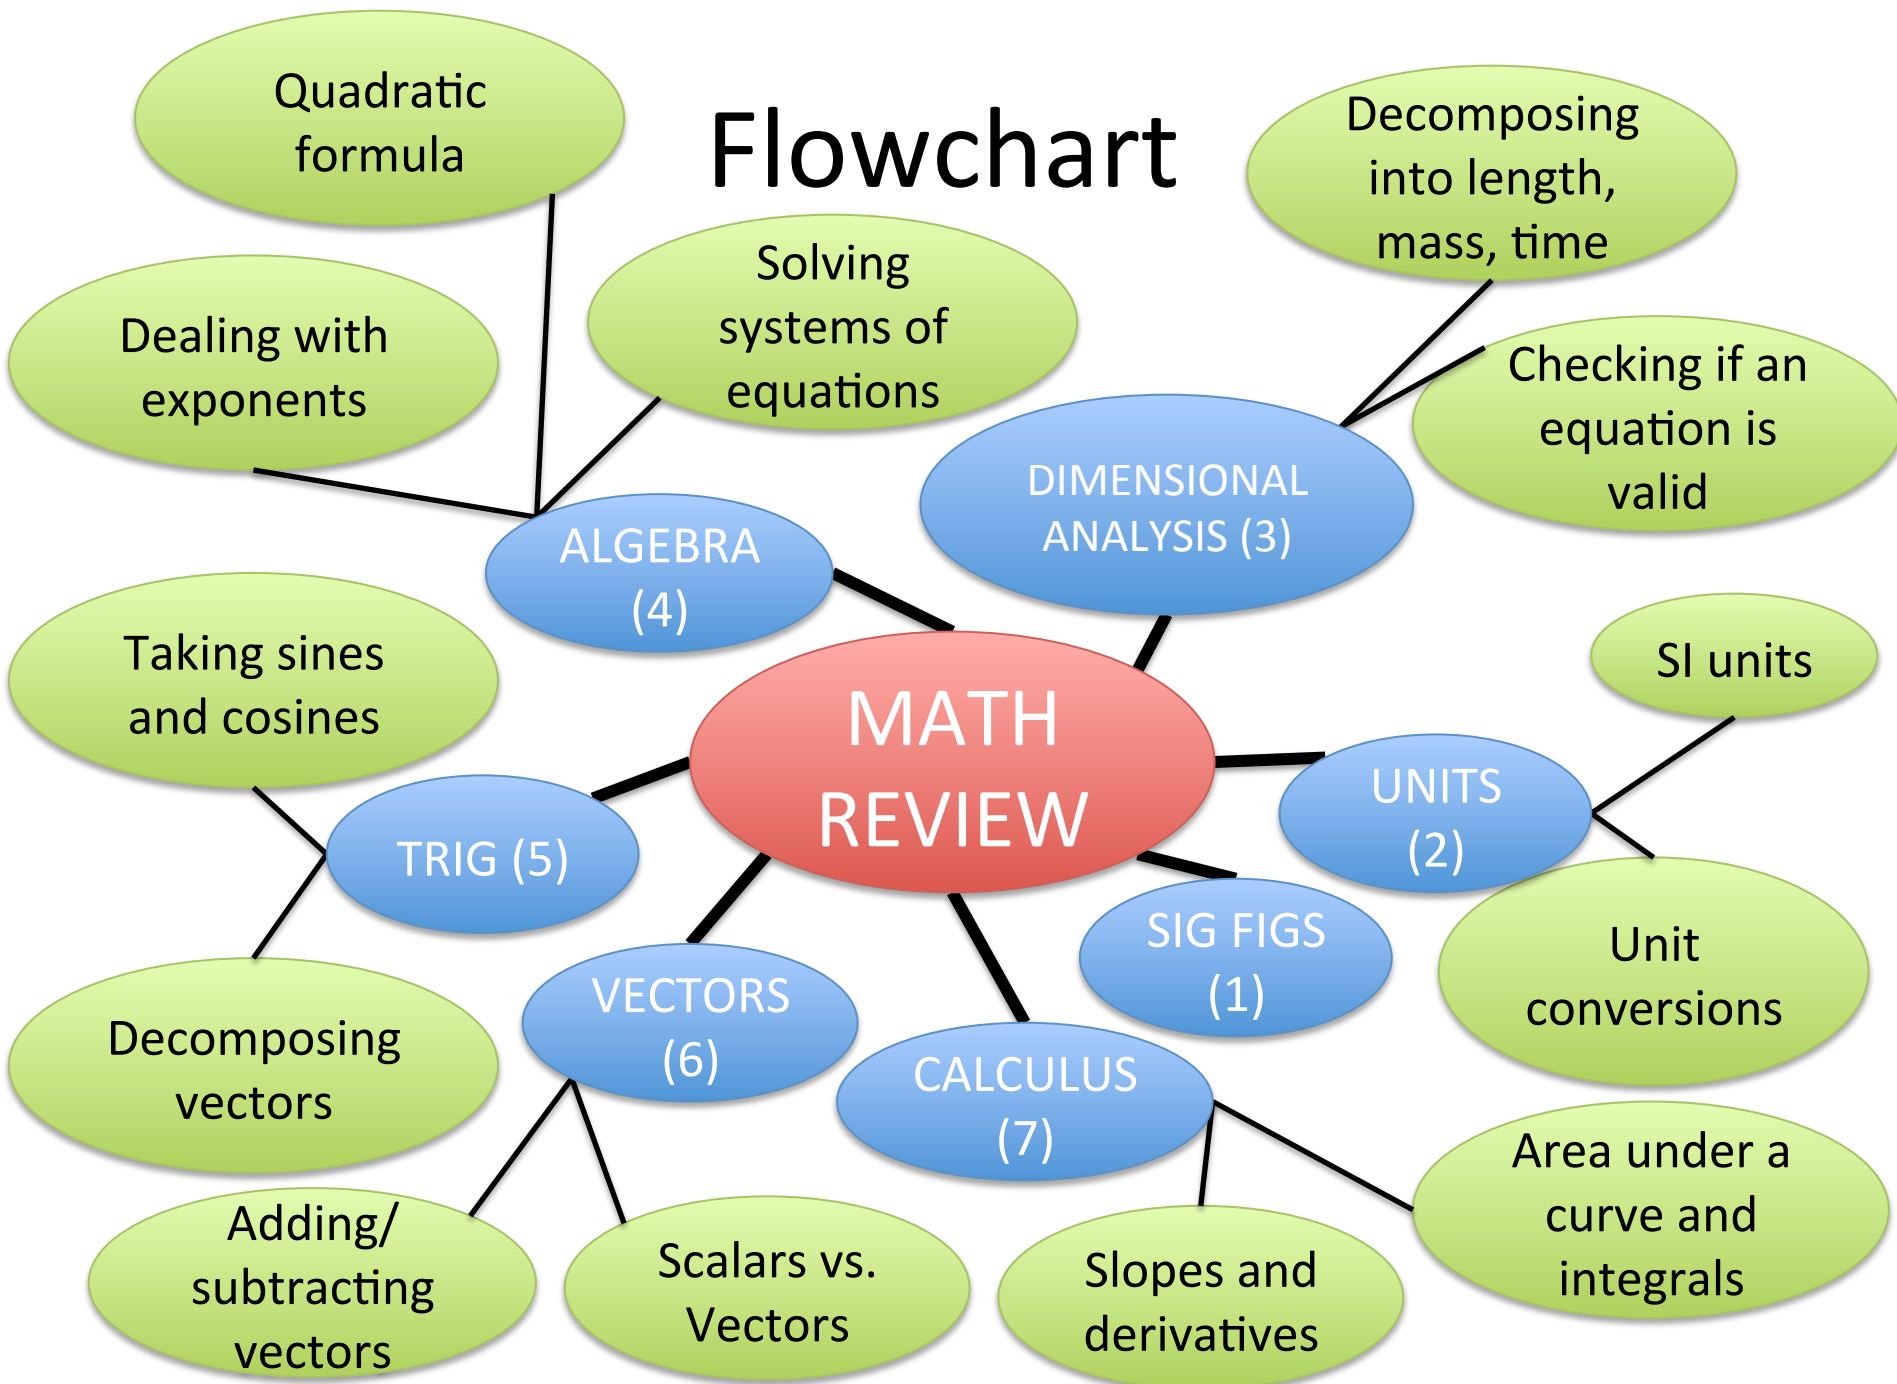 Flowchart
Quadratic
formula
Decomposing
into length,
mass, time
Solving
systems of
equations
Dealing with
exponents
Checking if an
equation is
valid
DIMENSIONAL
ANALYSIS (3)
ALGEBRA
(4)
Taking sines
and cosines
SI units
MATH
REVIEW
UNITS
(2)
TRIG (5)
SIG FIGS
(1)
Unit
conversions
VECTORS
(6)
Decomposing
vectors
CALCULUS
(7)
Area under a
curve and
integrals
Adding/
subtracting
vectors
Scalars vs.
Vectors
Slopes and
derivatives